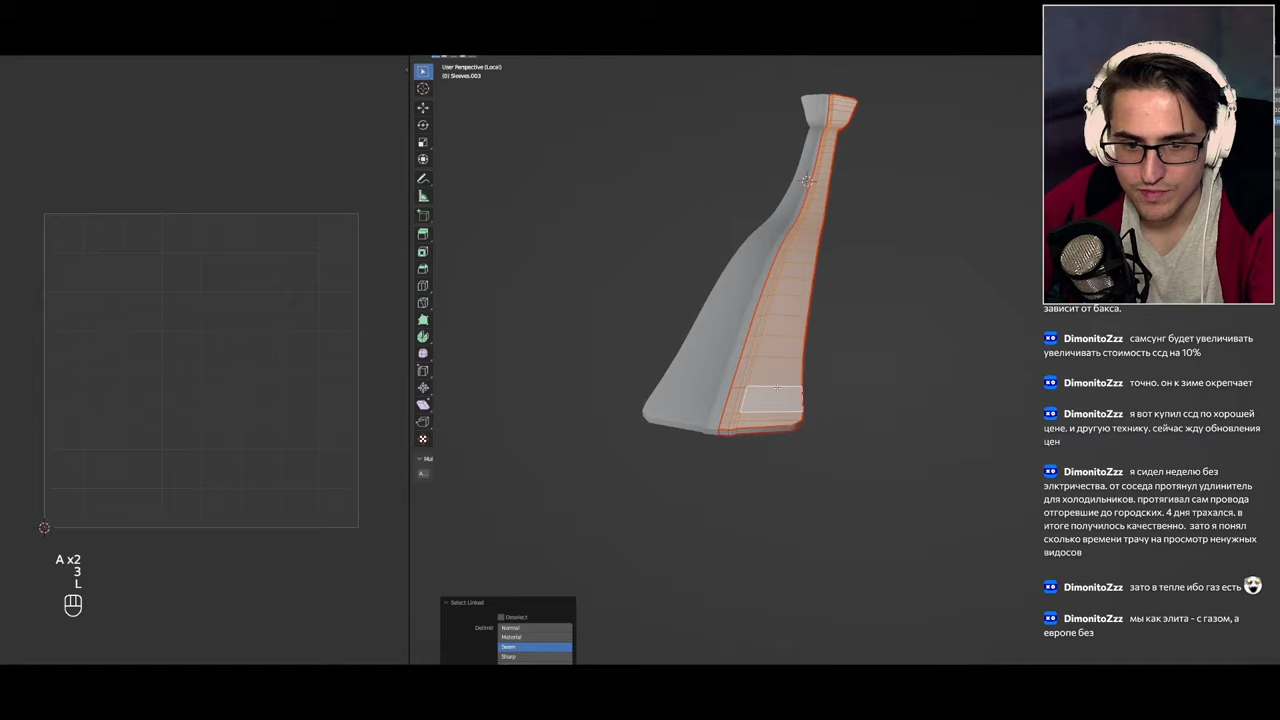 User Perspective (Local)
(0) Sleeves.003
зависит от бакса.
DimonitoZzz самсунг будет увеличивать
увеличивать стоимость ссд на 10%
DimonitoZzz точно. он к зиме окрепчает
DimonitoZzz я вот купил ссд по хорошей
цене. и другую технику. сейчас жду обновления
цен
DimonitoZzz я сидел неделю без
элктричества. от соседа протянул удлинитель
для холодильников. протягивал сам провода
отгоревшие до городских. 4 дня трахался. в
итоге получилось качественно. зато я понял
сколько времени трачу на просмотр ненужных
видосов
DimonitoZzz зато в тепле ибо газ есть
DimonitoZzz мы как элита - с газом, а
европе без
A x2
3
L
Select Linked
Deselect
Delimit Normal
Material
Seam
Sharp